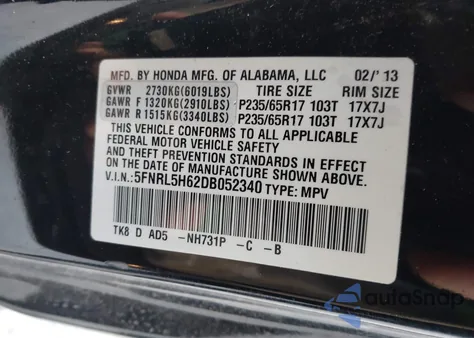 MFD. BY HONDA MFG. OF ALABAMA, LLC 02/'13
GVWR 2730KG(6019LBS) TIRE SIZE RIM SIZE
GAWR F 1320KG(2910LBS) P235/65R17 103T 17X7J
GAWR R 1515KG(3340LBS) P235/65R17 103T 17X7J
THIS VEHICLE CONFORMS TO ALL APPLICABLE
FEDERAL MOTOR VEHICLE SAFETY
AND THEFT PREVENTION STANDARDS IN EFFECT
ON THE DATE OF MANUFACTURE SHOWN ABOVE.
V.I.N: 5FNRL5H62DB052340 TYPE: MPV
TK8 D AD5 -NH731P -C -B
AutoSnap